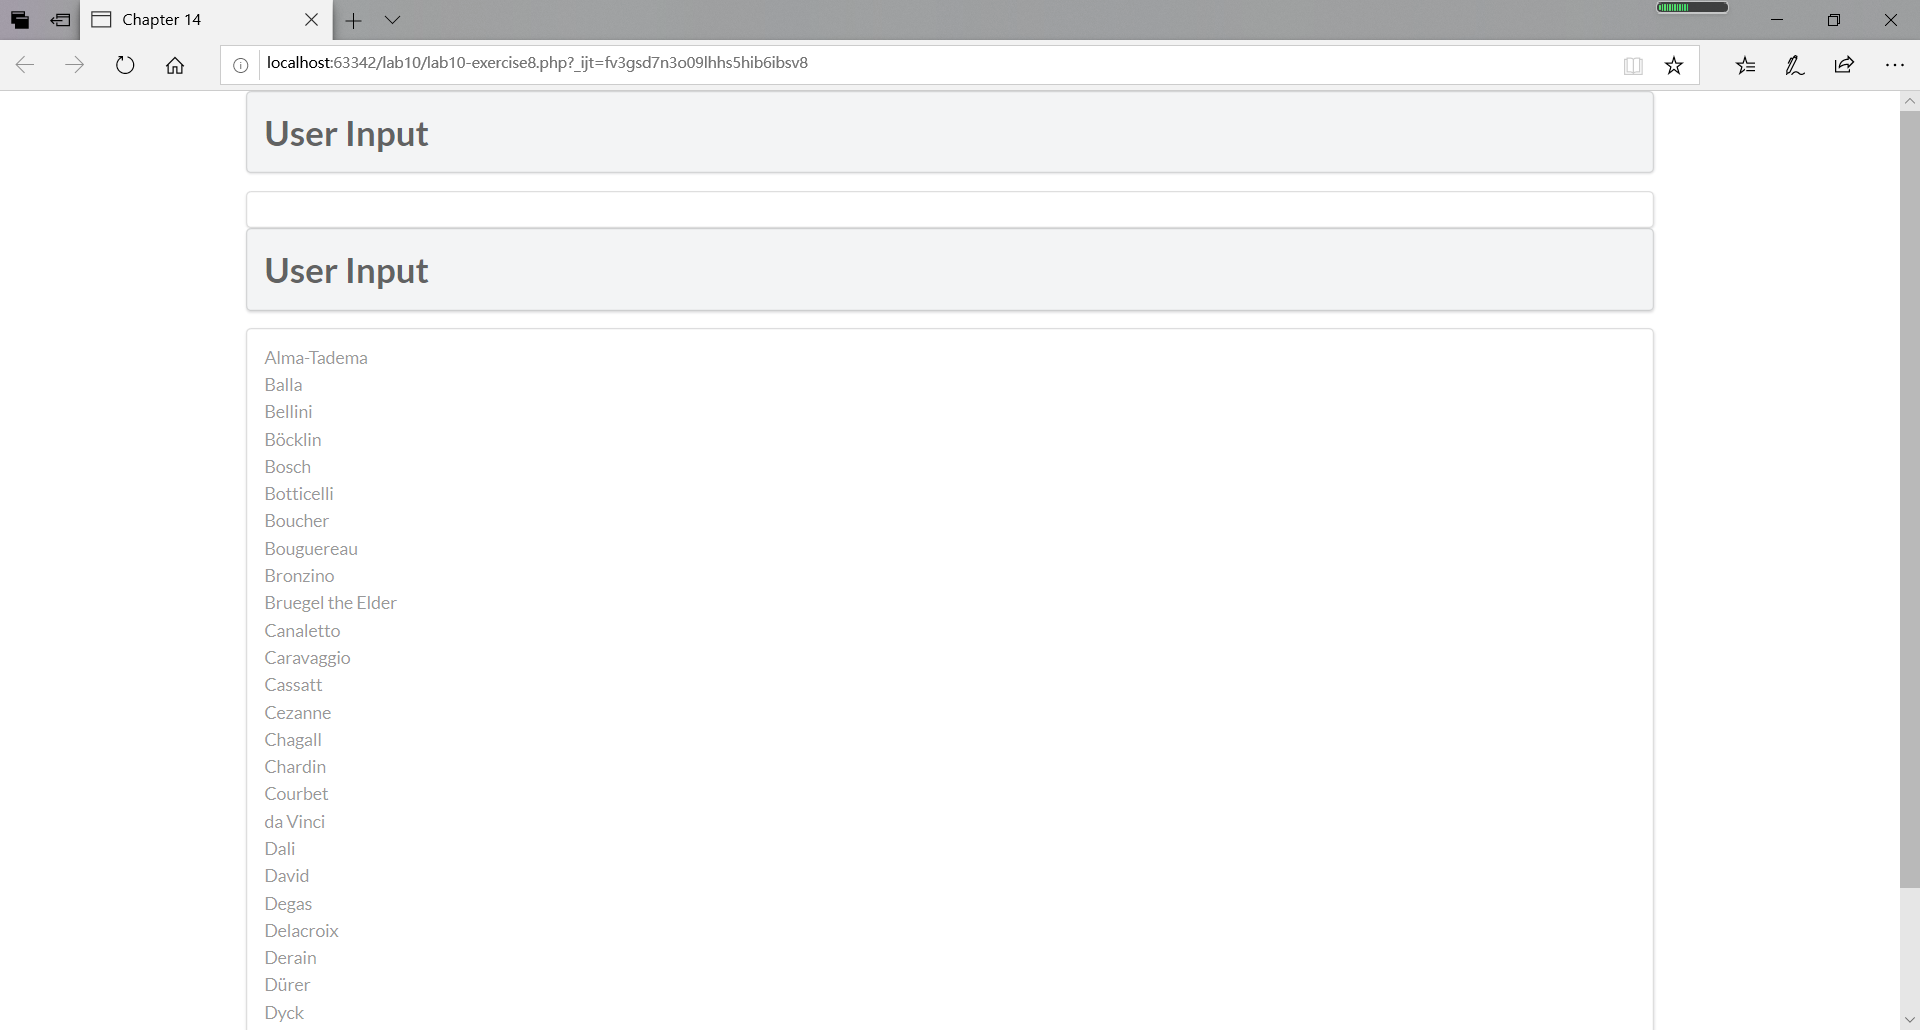 Chapter 14
localhost:63342/lab10/lab10-exercise8.php?_ijt=fv3gsd7n3o09lhhs5hib6ibsv8
User Input
User Input
Alma-Tadema
Balla
Bellini
Böcklin
Bosch
Botticelli
Boucher
Bouguereau
Bronzino
Bruegel the Elder
Canaletto
Caravaggio
Cassatt
Cezanne
Chagall
Chardin
Courbet
da Vinci
Dali
David
Degas
Delacroix
Derain
Dürer
Dyck